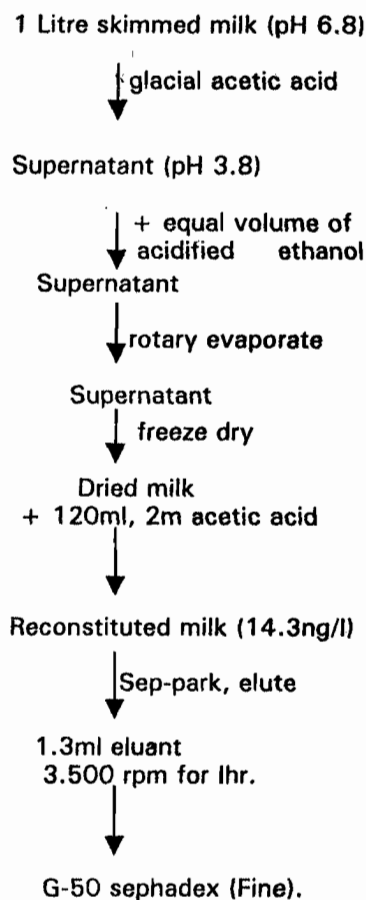 1 Litre skimmed milk (pH 6.8)
glacial acetic acid
Supernatant (pH 3.8)
+ equal volume of
acidified ethanol
Supernatant
rotary evaporate
Supernatant
freeze dry
Dried milk
+ 120ml, 2m acetic acid
Reconstituted milk (14.3ng/l)
Sep-park, elute
1.3ml eluant
3.500 rpm for lhr.
G-50 sephadex (Fine).